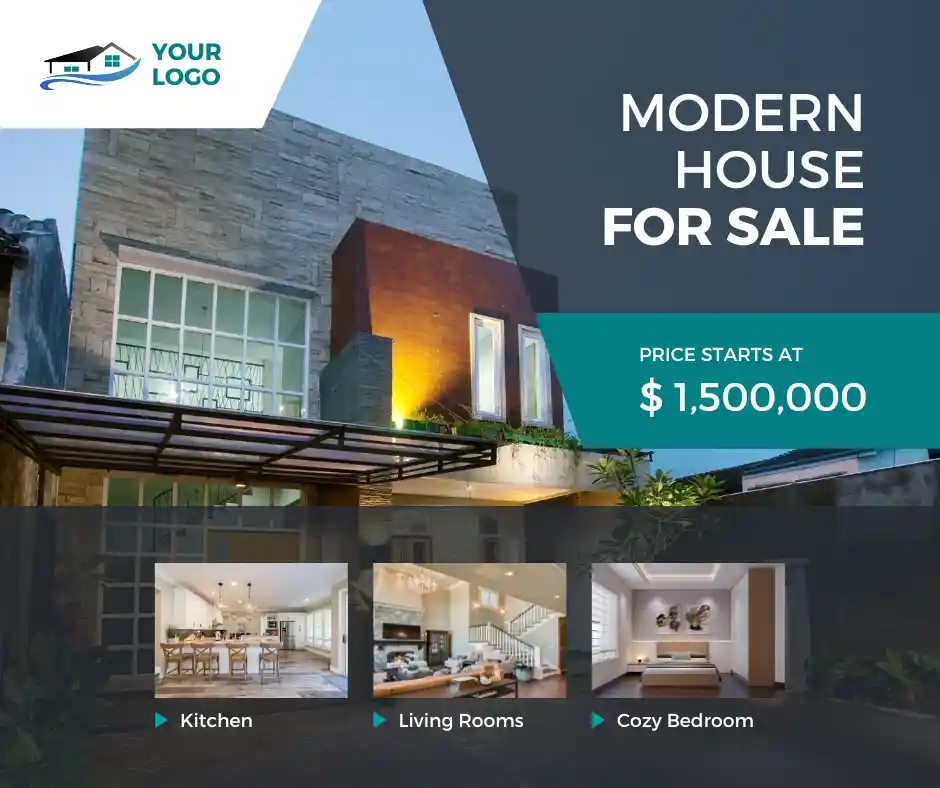 YOUR
LOGO
MODERN
HOUSE
FOR SALE
PRICE STARTS AT
$ 1,500,000
Kitchen
Living Rooms
Cozy Bedroom